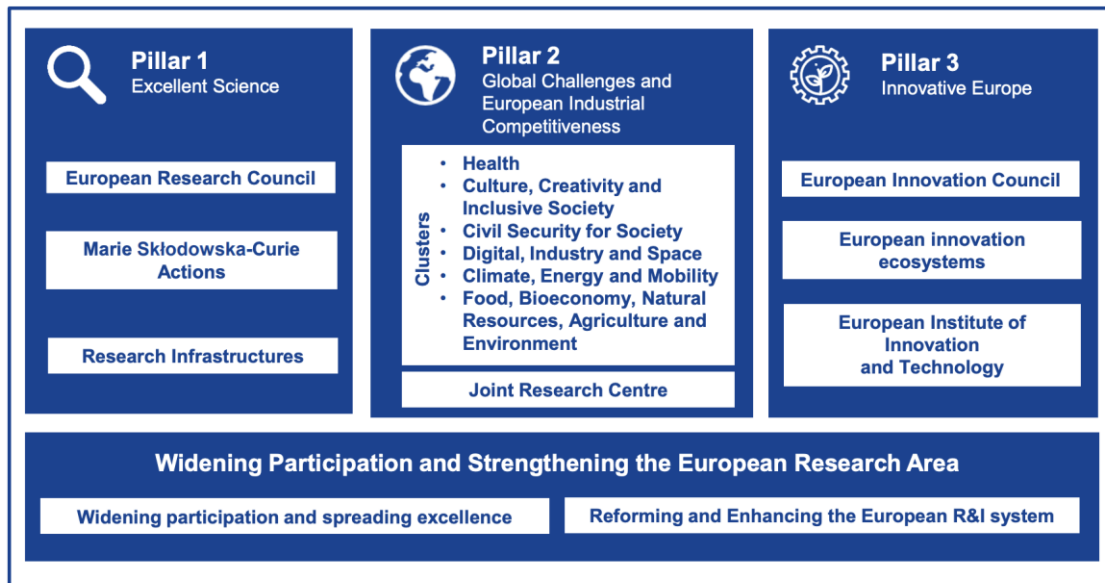 Pillar 1
Excellent Science
European Research Council
Marie Skłodowska-Curie
Actions
Research Infrastructures
Pillar 2
Global Challenges and
European Industrial
Competitiveness
Clusters
• Health
• Culture, Creativity and
Inclusive Society
• Civil Security for Society
• Digital, Industry and Space
• Climate, Energy and Mobility
• Food, Bioeconomy, Natural
Resources, Agriculture and
Environment
Joint Research Centre
Pillar 3
Innovative Europe
European Innovation Council
European innovation
ecosystems
European Institute of
Innovation
and Technology
Widening Participation and Strengthening the European Research Area
Widening participation and spreading excellence
Reforming and Enhancing the European R&I system